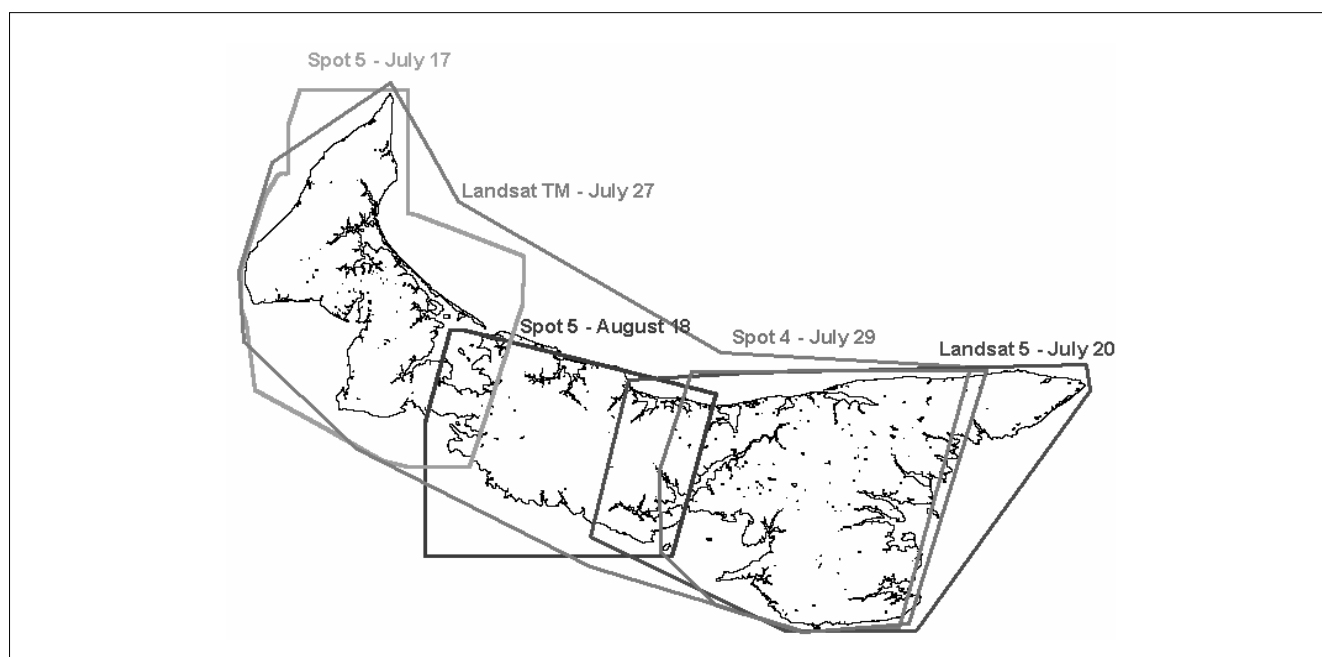 Spot 5 - July 17
Landsat TM - July 27
Spot 5 - August 18
Spot 4 - July 29
Landsat 5 - July 20